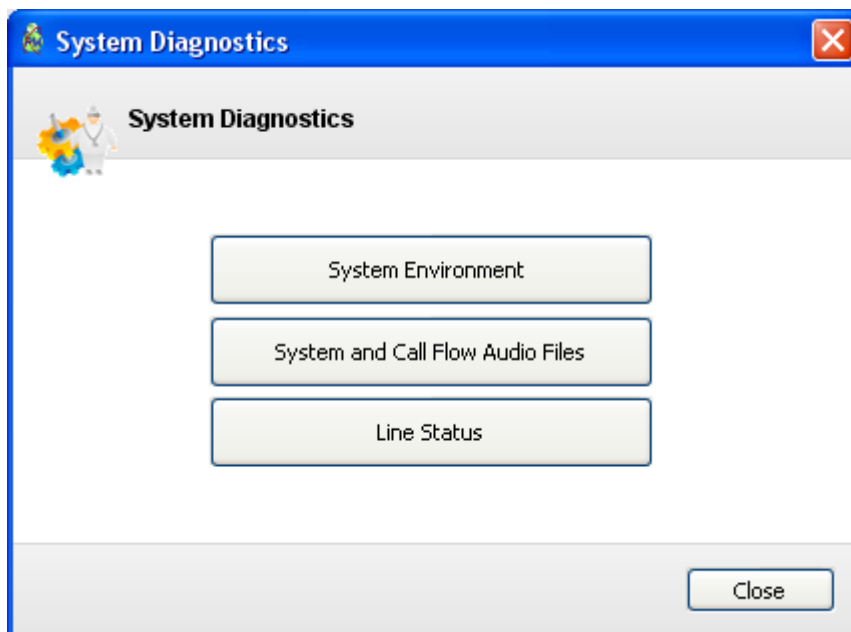 System Diagnostics
System Diagnostics
System Environment
System and Call Flow Audio Files
Line Status
Close